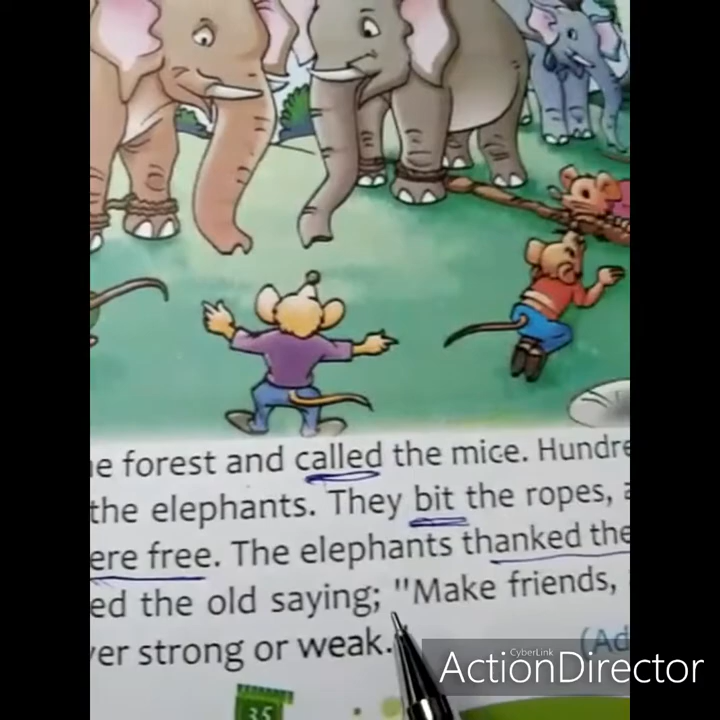 e forest and called the mice. Hundre
the elephants. They bit the ropes, a
ere free. The elephants thanked the
ed the old saying; "Make friends,
er strong or weak.
(Ad
CyberLink
ActionDirector
35